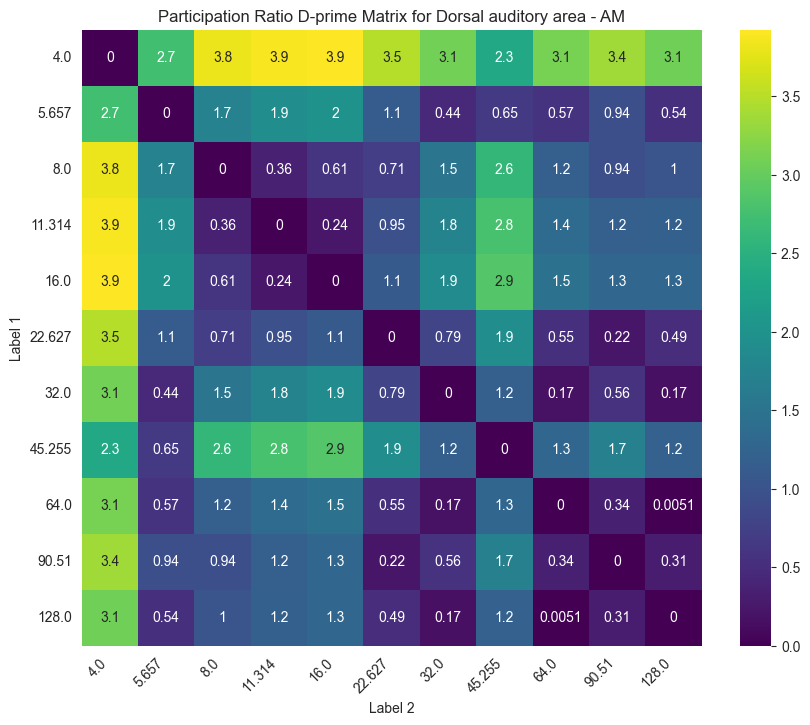 Participation Ratio D-prime Matrix for Dorsal auditory area - AM
4.0 0 2.7 3.8 3.9 3.9 3.5 3.1 2.3 3.1 3.4 3.1
5.657 2.7 0 1.7 1.9 2 1.1 0.44 0.65 0.57 0.94 0.54
8.0 3.8 1.7 0 0.36 0.61 0.71 1.5 2.6 1.2 0.94 1
11.314 3.9 1.9 0.36 0 0.24 0.95 1.8 2.8 1.4 1.2 1.2
16.0 3.9 2 0.61 0.24 0 1.1 1.9 2.9 1.5 1.3 1.3
22.627 3.5 1.1 0.71 0.95 1.1 0 0.79 1.9 0.55 0.22 0.49
32.0 3.1 0.44 1.5 1.8 1.9 0.79 0 1.2 0.17 0.56 0.17
45.255 2.3 0.65 2.6 2.8 2.9 1.9 1.2 0 1.3 1.7 1.2
64.0 3.1 0.57 1.2 1.4 1.5 0.55 0.17 1.3 0 0.34 0.0051
90.51 3.4 0.94 0.94 1.2 1.3 0.22 0.56 1.7 0.34 0 0.31
128.0 3.1 0.54 1 1.2 1.3 0.49 0.17 1.2 0.0051 0.31 0
4.0 5.657 8.0 11.314 16.0 22.627 32.0 45.255 64.0 90.51 128.0
Label 2
Label 1
3.5
3.0
2.5
2.0
1.5
1.0
0.5
0.0